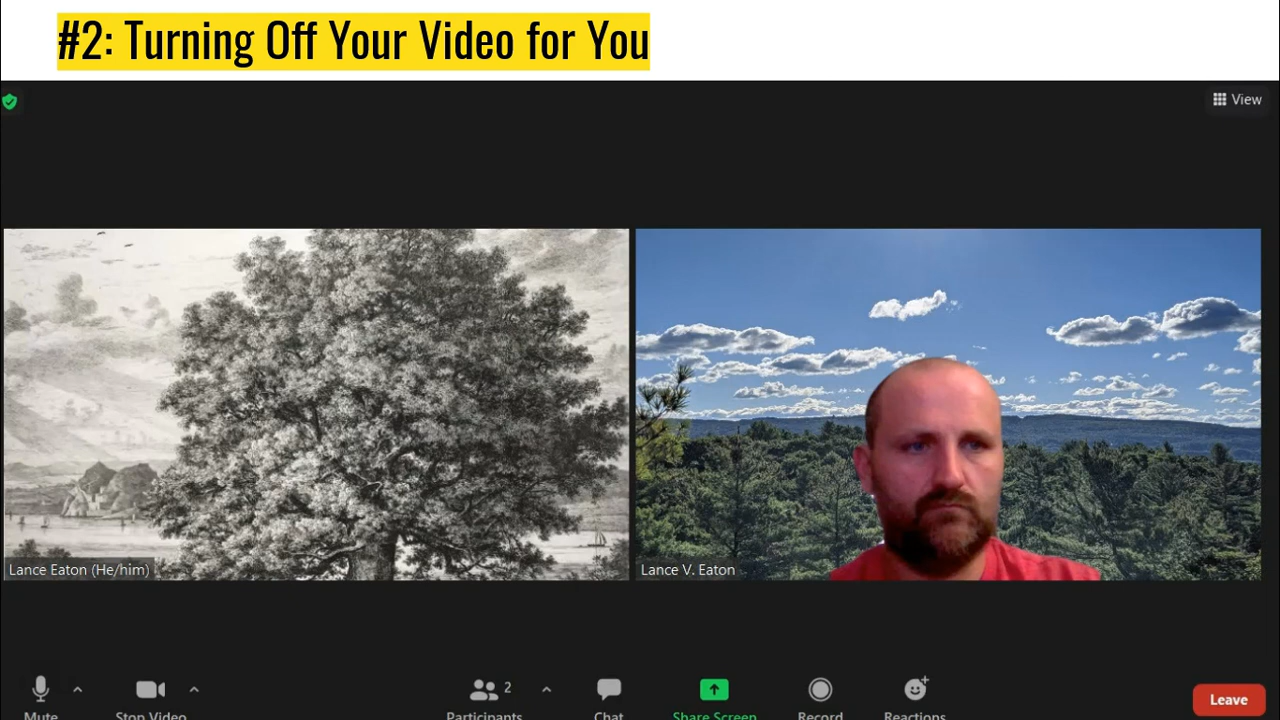 #2: Turning Off Your Video for You
View
Lance Eaton (He/him)
Lance V. Eaton
2
Mute
Stop Video
Participants
Chat
Share Screen
Record
Reactions
Leave